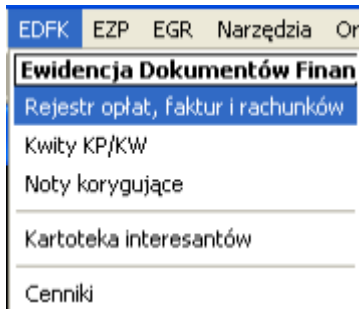 EDFK EZP EGR Narzędzia Or
Ewidencja Dokumentów Finan
Rejestr opłat, faktur i rachunków
Kwity KP/KW
Noty korygujące
Kartoteka interesantów
Cenniki